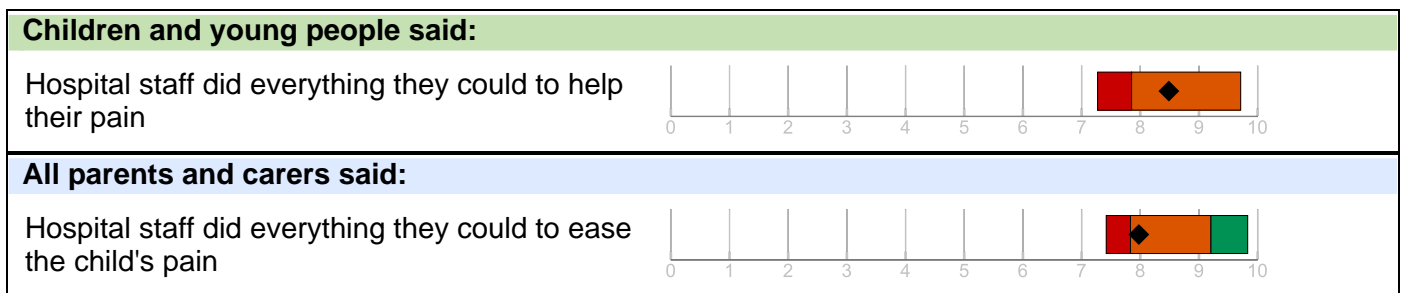 Children and young people said:
Hospital staff did everything they could to help
their pain
0 1 2 3 4 5 6 7 8 9 10
All parents and carers said:
Hospital staff did everything they could to ease
the child's pain
0 1 2 3 4 5 6 7 8 9 10